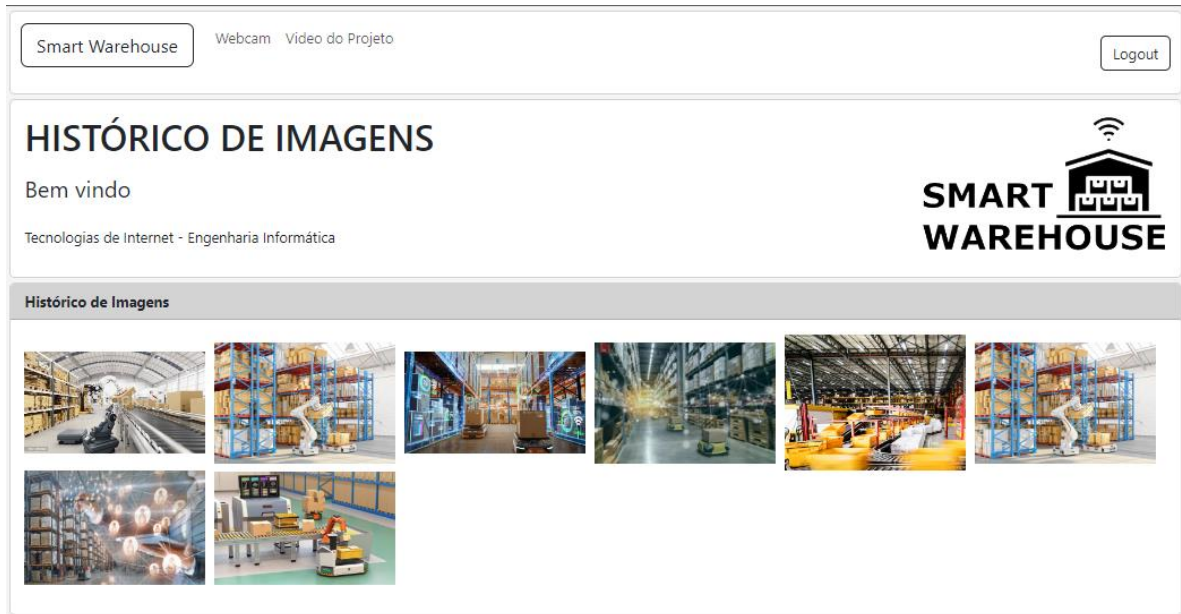 Smart Warehouse
Webcam Video do Projeto
Logout
HISTÓRICO DE IMAGENS
Bem vindo
Tecnologias de Internet - Engenharia Informática
SMART
WAREHOUSE
Histórico de Imagens